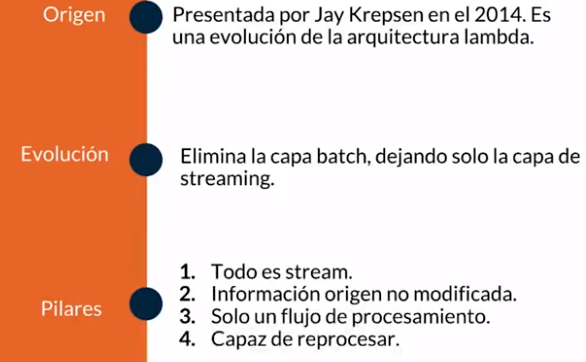 Origen
Presentada por Jay Krepsen en el 2014. Es
una evolución de la arquitectura lambda.
Evolución
Elimina la capa batch, dejando solo la capa de
streaming.
Pilares
1. Todo es stream.
2. Información origen no modificada.
3. Solo un flujo de procesamiento.
4. Capaz de reprocesar.